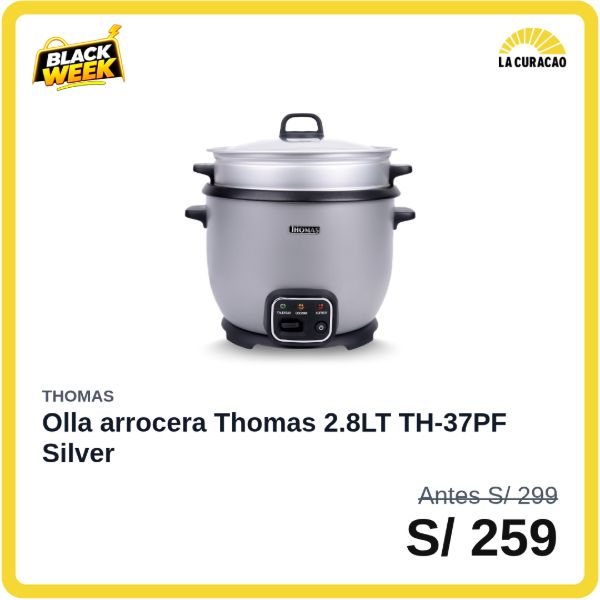 BLACK
WEEK
LA CURACAO
THOMAS
THOMAS
Olla arrocera Thomas 2.8LT TH-37PF
Silver
Antes S/ 299
S/ 259